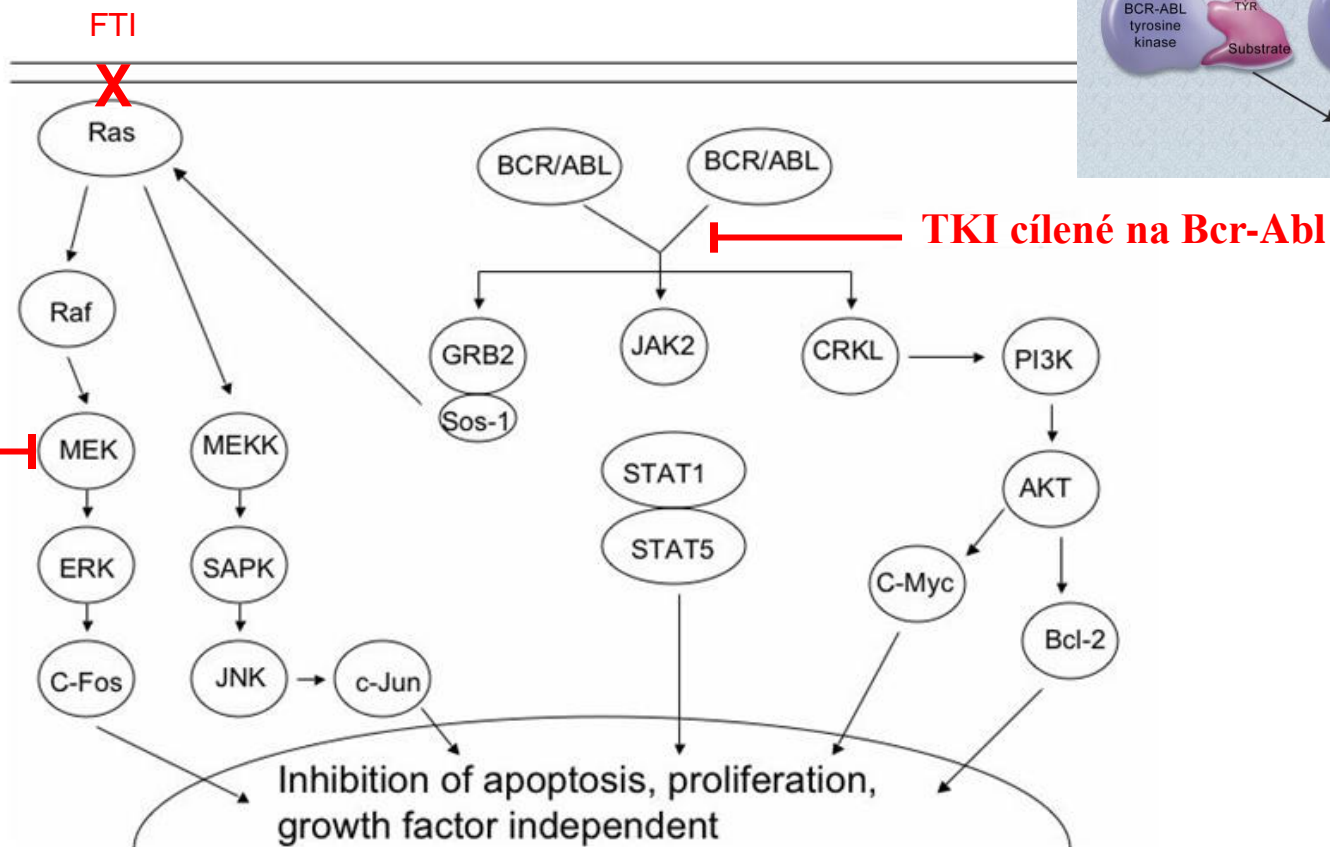 FTI
X
BCR-ABL
tyrosine
kinase
TYR
Substrate
Ras
BCR/ABL
BCR/ABL
TKI cílené na Bcr-Abl
Raf
GRB2
JAK2
CRKL
PI3K
Sos-1
MEK
MEKK
STAT1
AKT
ERK
SAPK
STAT5
C-Myc
Bcl-2
C-Fos
JNK
c-Jun
Inhibition of apoptosis, proliferation,
growth factor independent